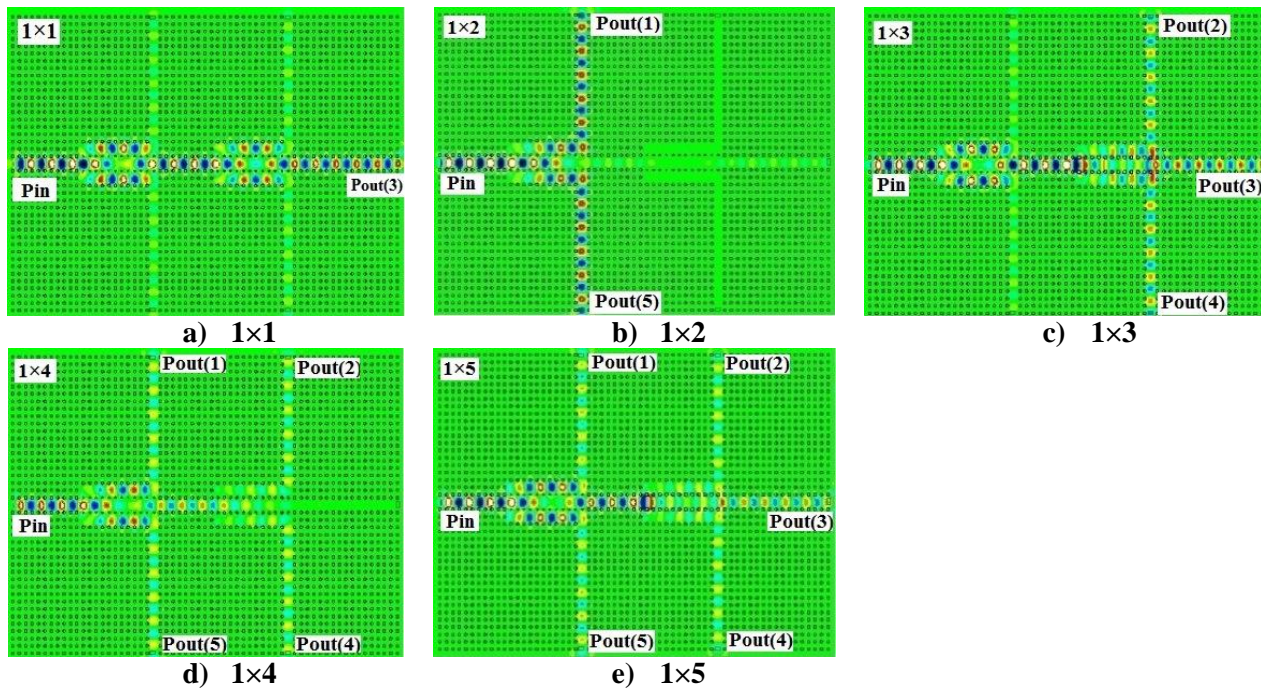 1×1
Pin
Pout(3)
a) 1×1
1×2
Pout(1)
Pin
Pout(5)
b) 1×2
1×3
Pout(2)
Pin
Pout(3)
Pout(4)
c) 1×3
1×4
Pout(1)
Pout(2)
Pin
Pout(5)
Pout(4)
d) 1×4
1×5
Pout(1)
Pout(2)
Pin
Pout(3)
Pout(5)
Pout(4)
e) 1×5